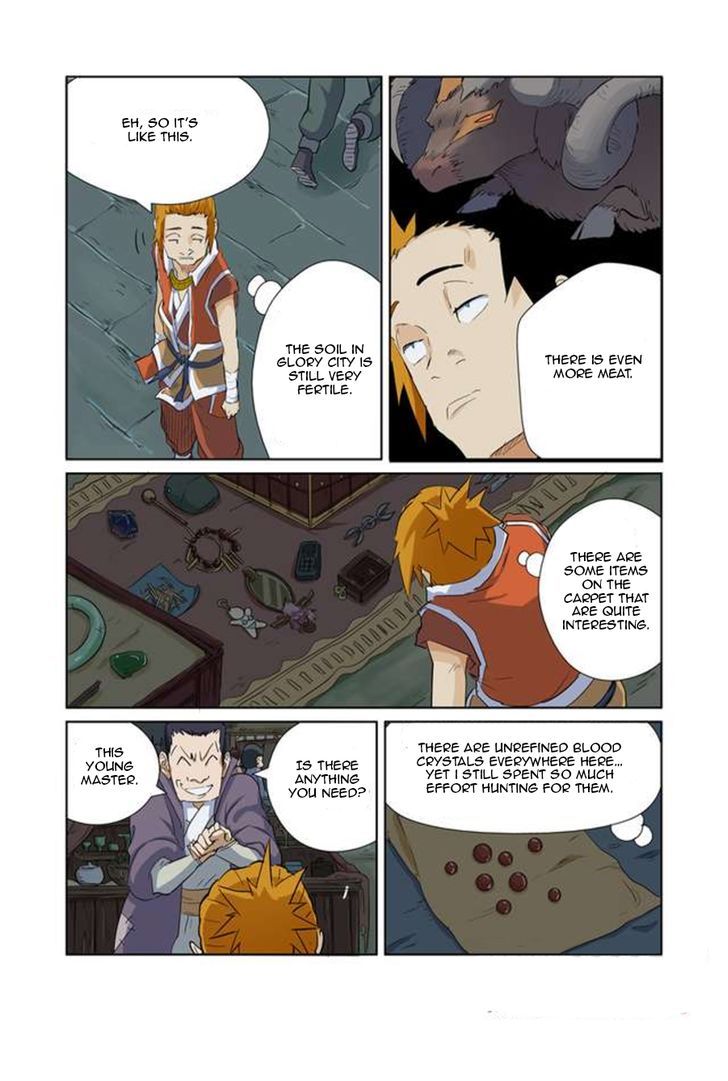 EH, SO IT'S
LIKE THIS.
THE SOIL IN
GLORY CITY IS
STILL VERY
FERTILE.
THERE IS EVEN
MORE MEAT.
THERE ARE
SOME ITEMS
ON THE
CARPET THAT
ARE QUITE
INTERESTING.
THIS
YOUNG
MASTER.
IS THERE
ANYTHING
YOU NEED?
THERE ARE UNREFINED BLOOD
CRYSTALS EVERYWHERE HERE...
YET I STILL SPENT SO MUCH
EFFORT HUNTING FOR THEM.